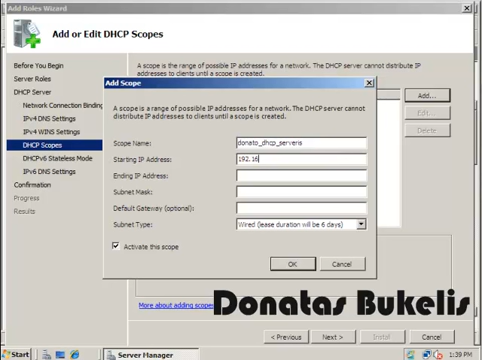 Add Roles Wizard
Add or Edit DHCP Scopes
Before You Begin
Server Roles
DHCP Server
Network Connection Binding
IPv4 DNS Settings
IPv4 WINS Settings
DHCP Scopes
DHCPv6 Stateless Mode
IPv6 DNS Settings
Confirmation
Progress
Results
A scope is the range of possible IP addresses for a network. The DHCP server cannot distribute
IP addresses to clients until a scope is created.
Add...
Edit...
Delete
Add Scope
A scope is a range of possible IP addresses for a network. The DHCP server cannot
distribute IP addresses to clients until a scope is created.
Scope Name:
donato_dhcp_serveris
Starting IP Address:
192.16
Ending IP Address:
Subnet Mask:
Default Gateway (optional):
Subnet Type:
Wired (lease duration will be 6 days)
Activate this scope
OK
Cancel
More about adding scopes
Donatas Bukelis
< Previous
Next >
Install
Cancel
Start
Server Manager
1:39 PM